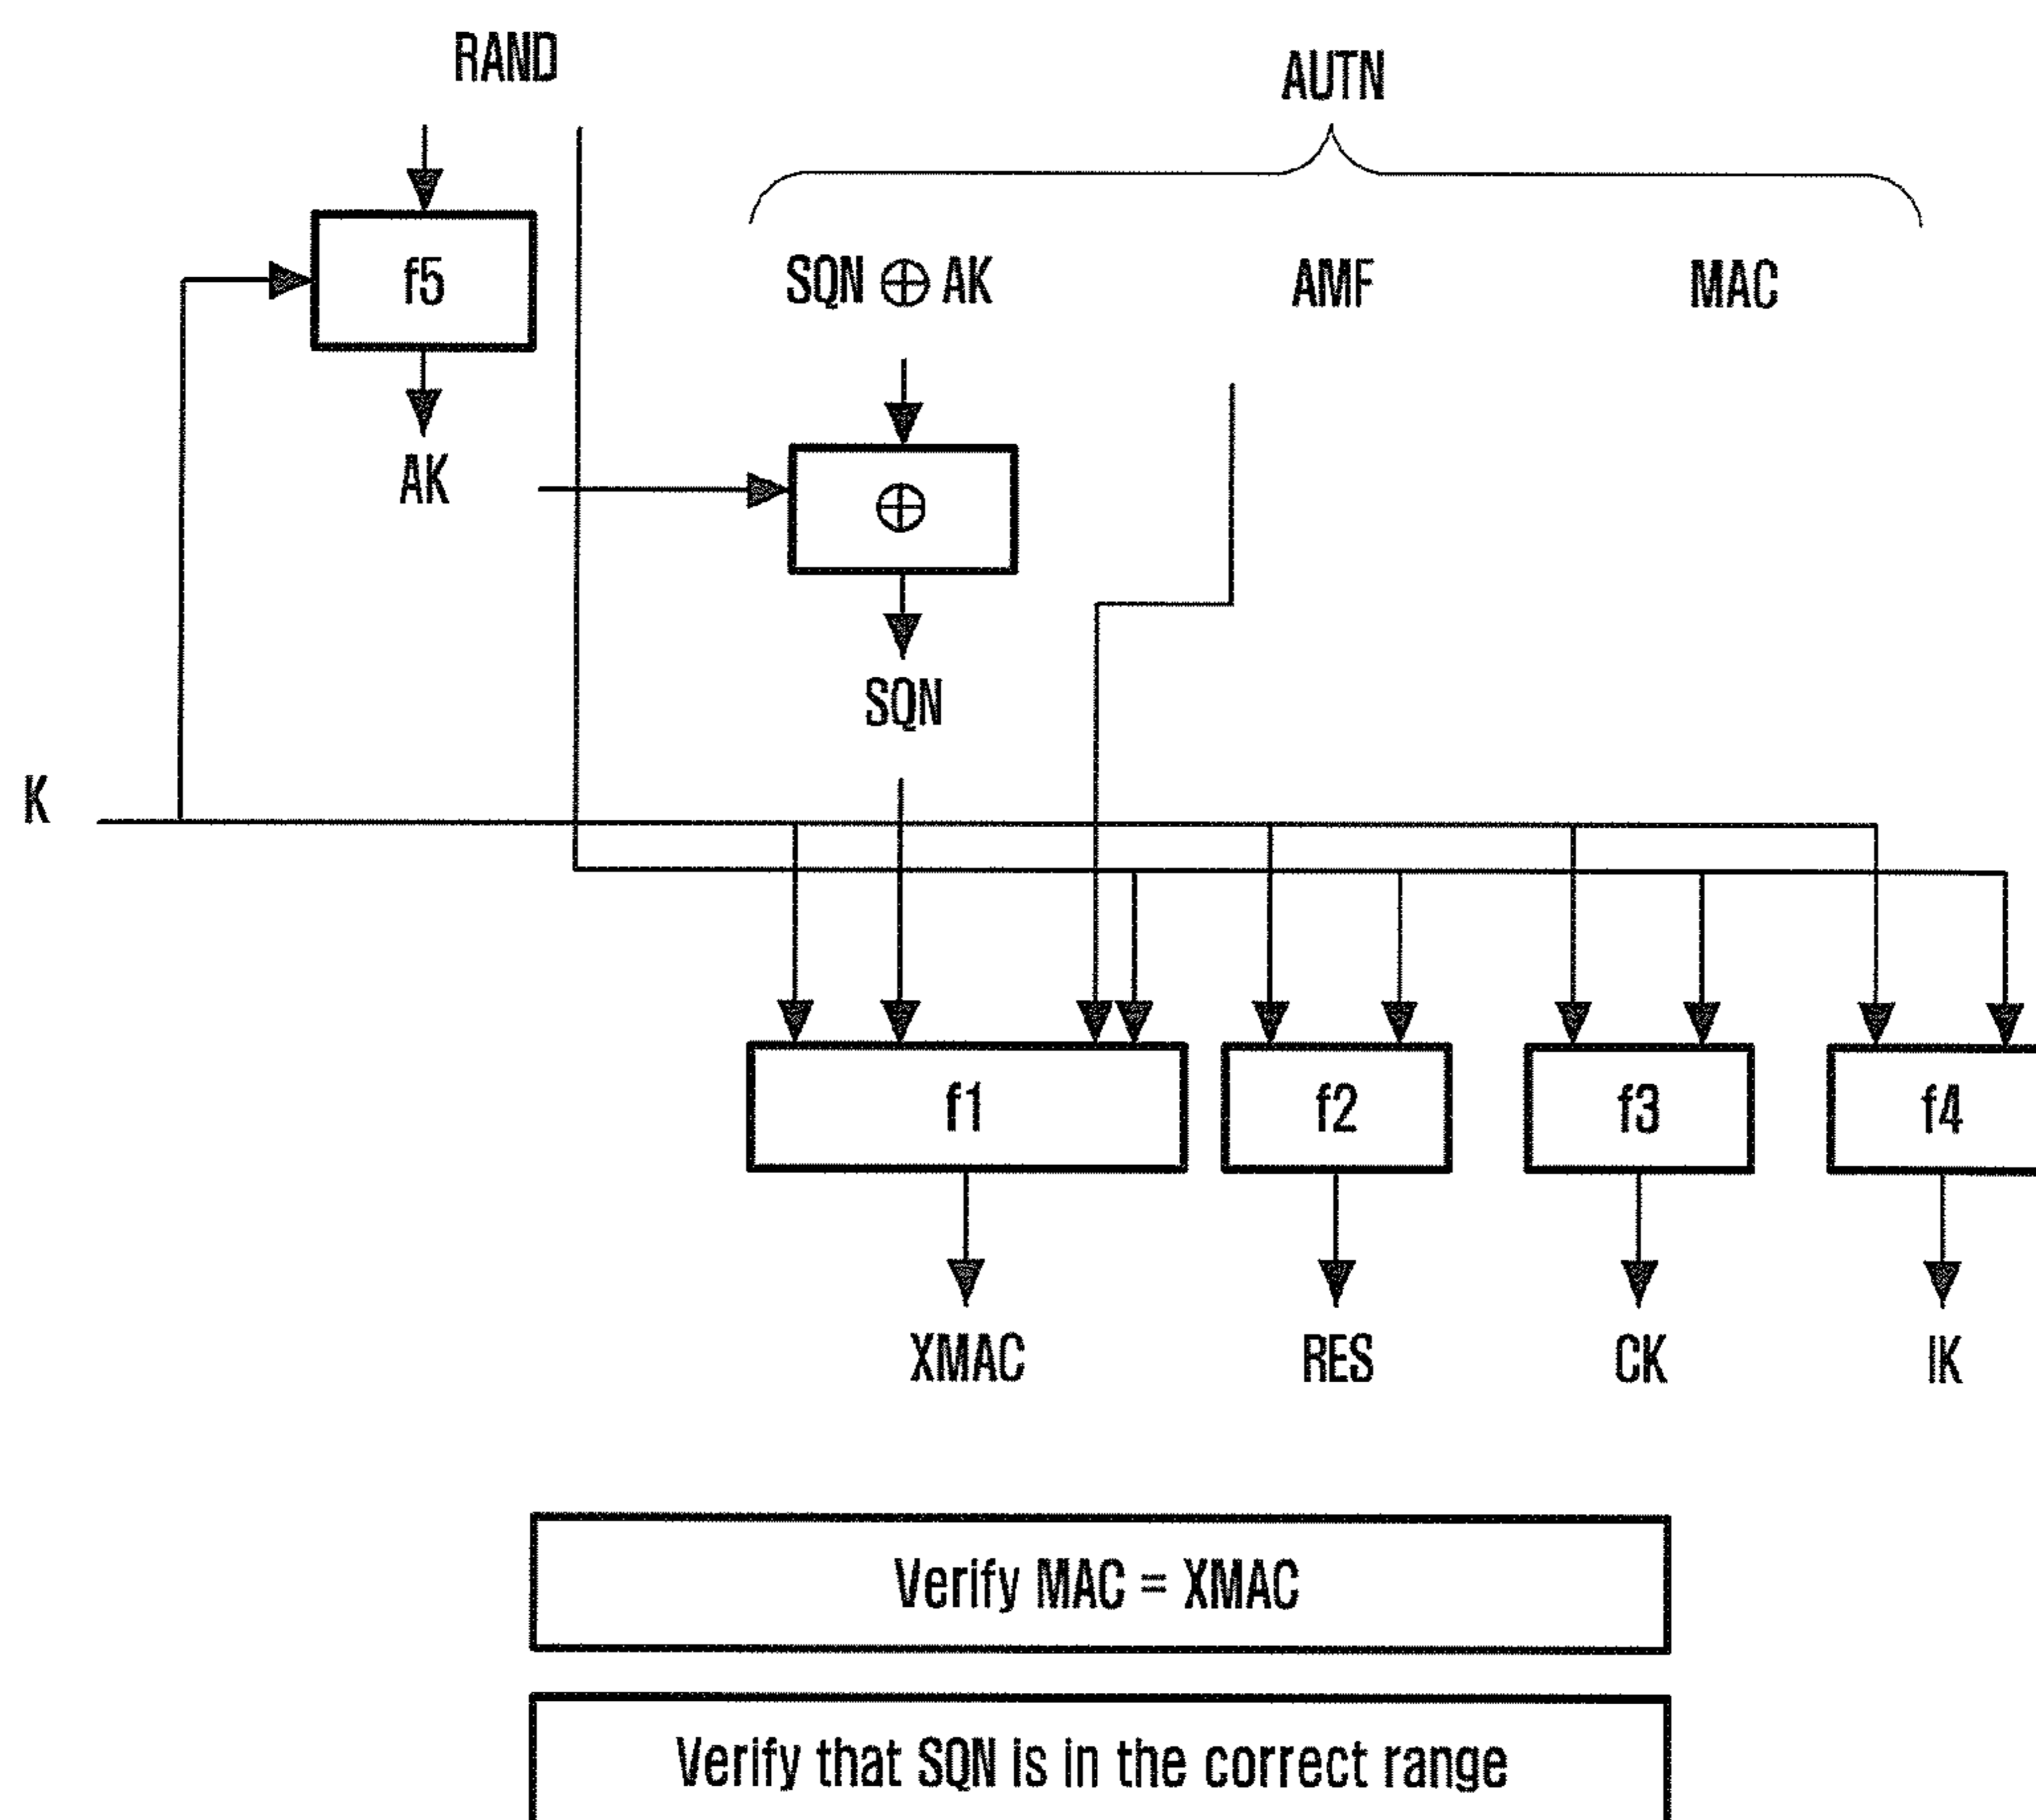 RAND
AUTN
f5
SQN ⊕ AK
AMF
MAC
AK
⊕
SQN
K
f1
f2
f3
f4
XMAC
RES
CK
IK
Verify MAC = XMAC
Verify that SQN is in the correct range